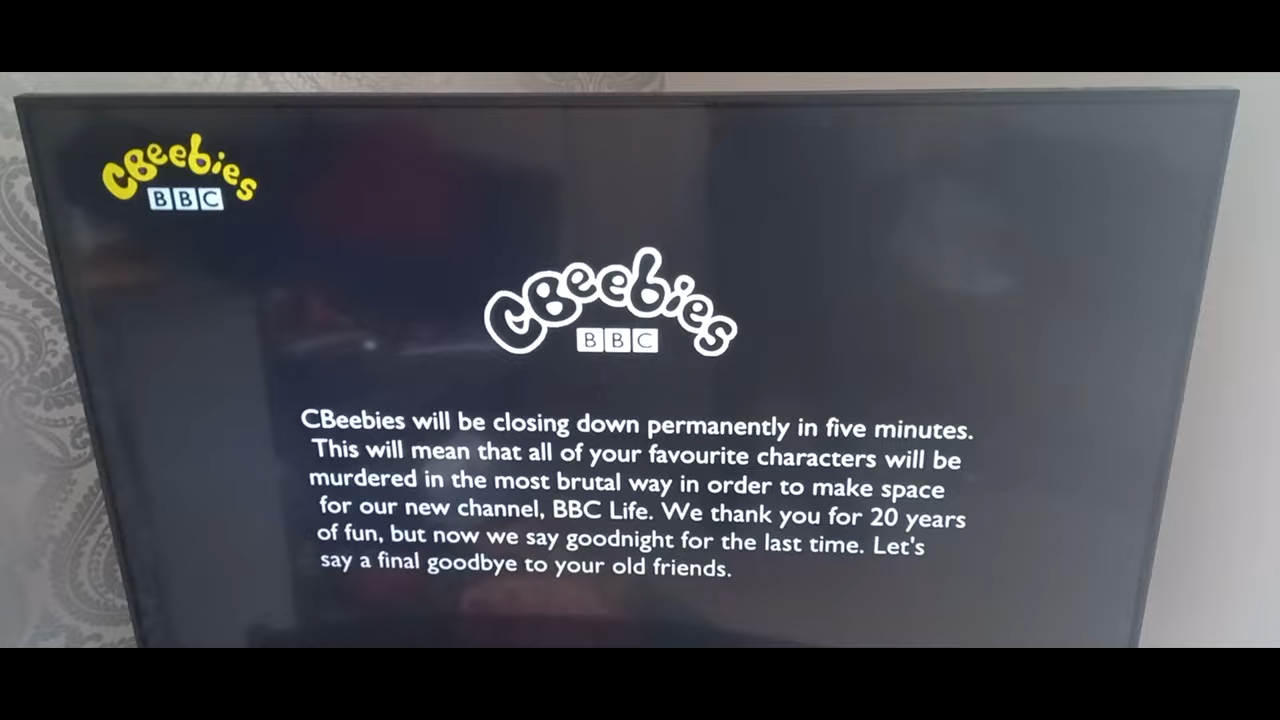 CBeebies
BBC
CBeebies
BBC
CBeebies will be closing down permanently in five minutes.
This will mean that all of your favourite characters will be
murdered in the most brutal way in order to make space
for our new channel, BBC Life. We thank you for 20 years
of fun, but now we say goodnight for the last time. Let's
say a final goodbye to your old friends.